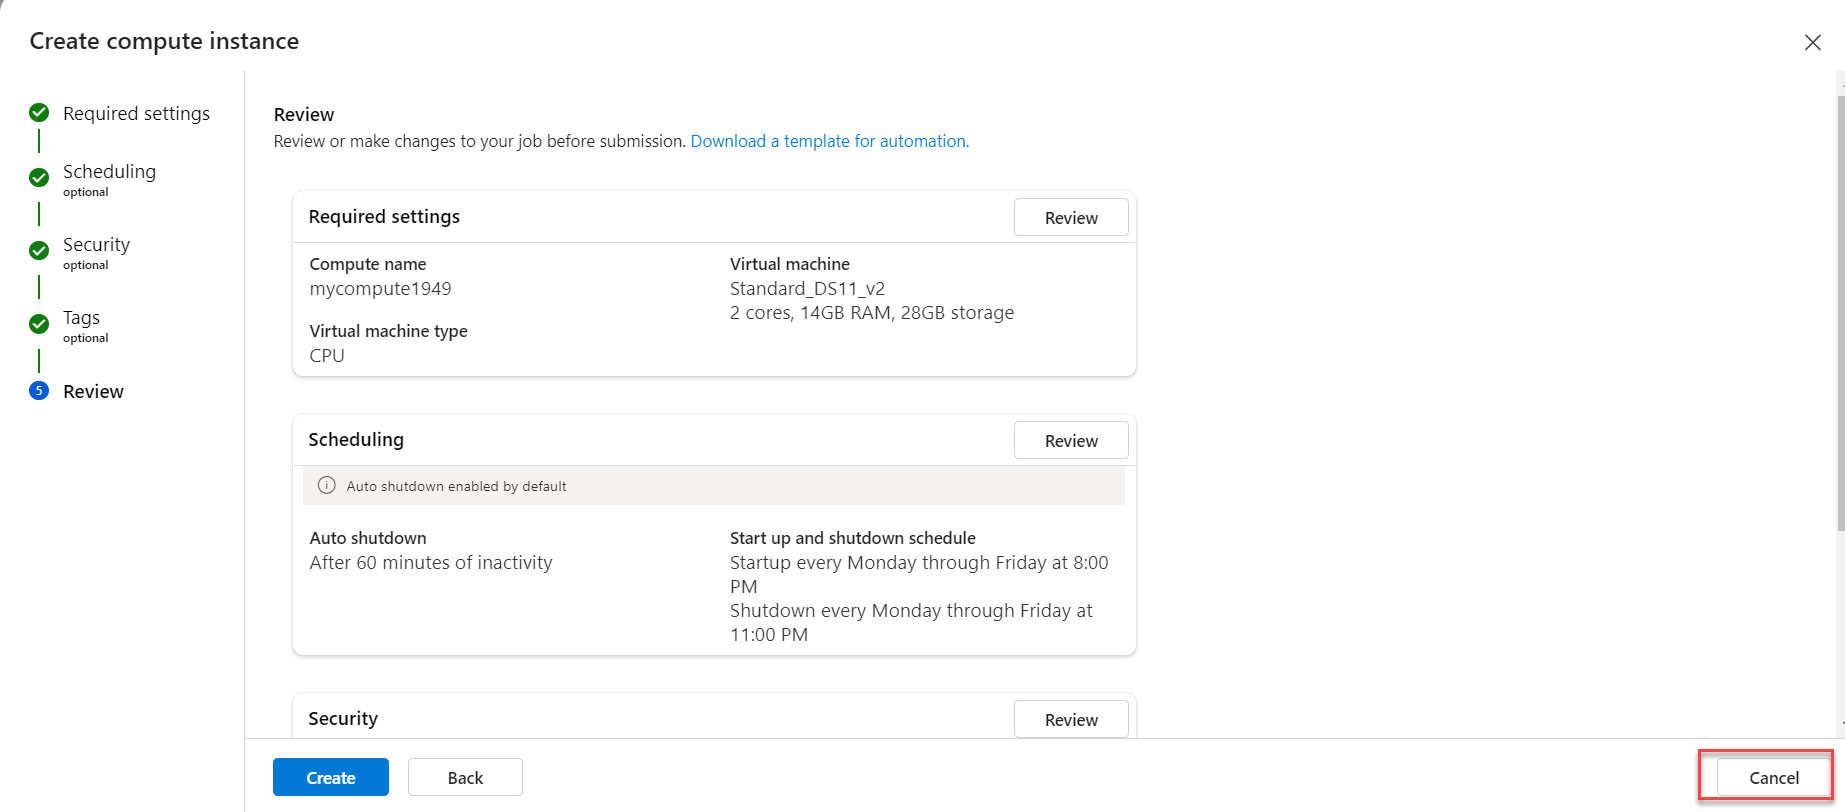 Create compute instance
Required settings
Scheduling
optional
Security
optional
Tags
optional
5 Review
Review
Review or make changes to your job before submission. Download a template for automation.
Required settings
Review
Compute name
mycompute1949
Virtual machine type
CPU
Virtual machine
Standard_DS11_v2
2 cores, 14GB RAM, 28GB storage
Scheduling
Review
Auto shutdown enabled by default
Auto shutdown
After 60 minutes of inactivity
Start up and shutdown schedule
Startup every Monday through Friday at 8:00
PM
Shutdown every Monday through Friday at
11:00 PM
Security
Review
Create
Back
Cancel